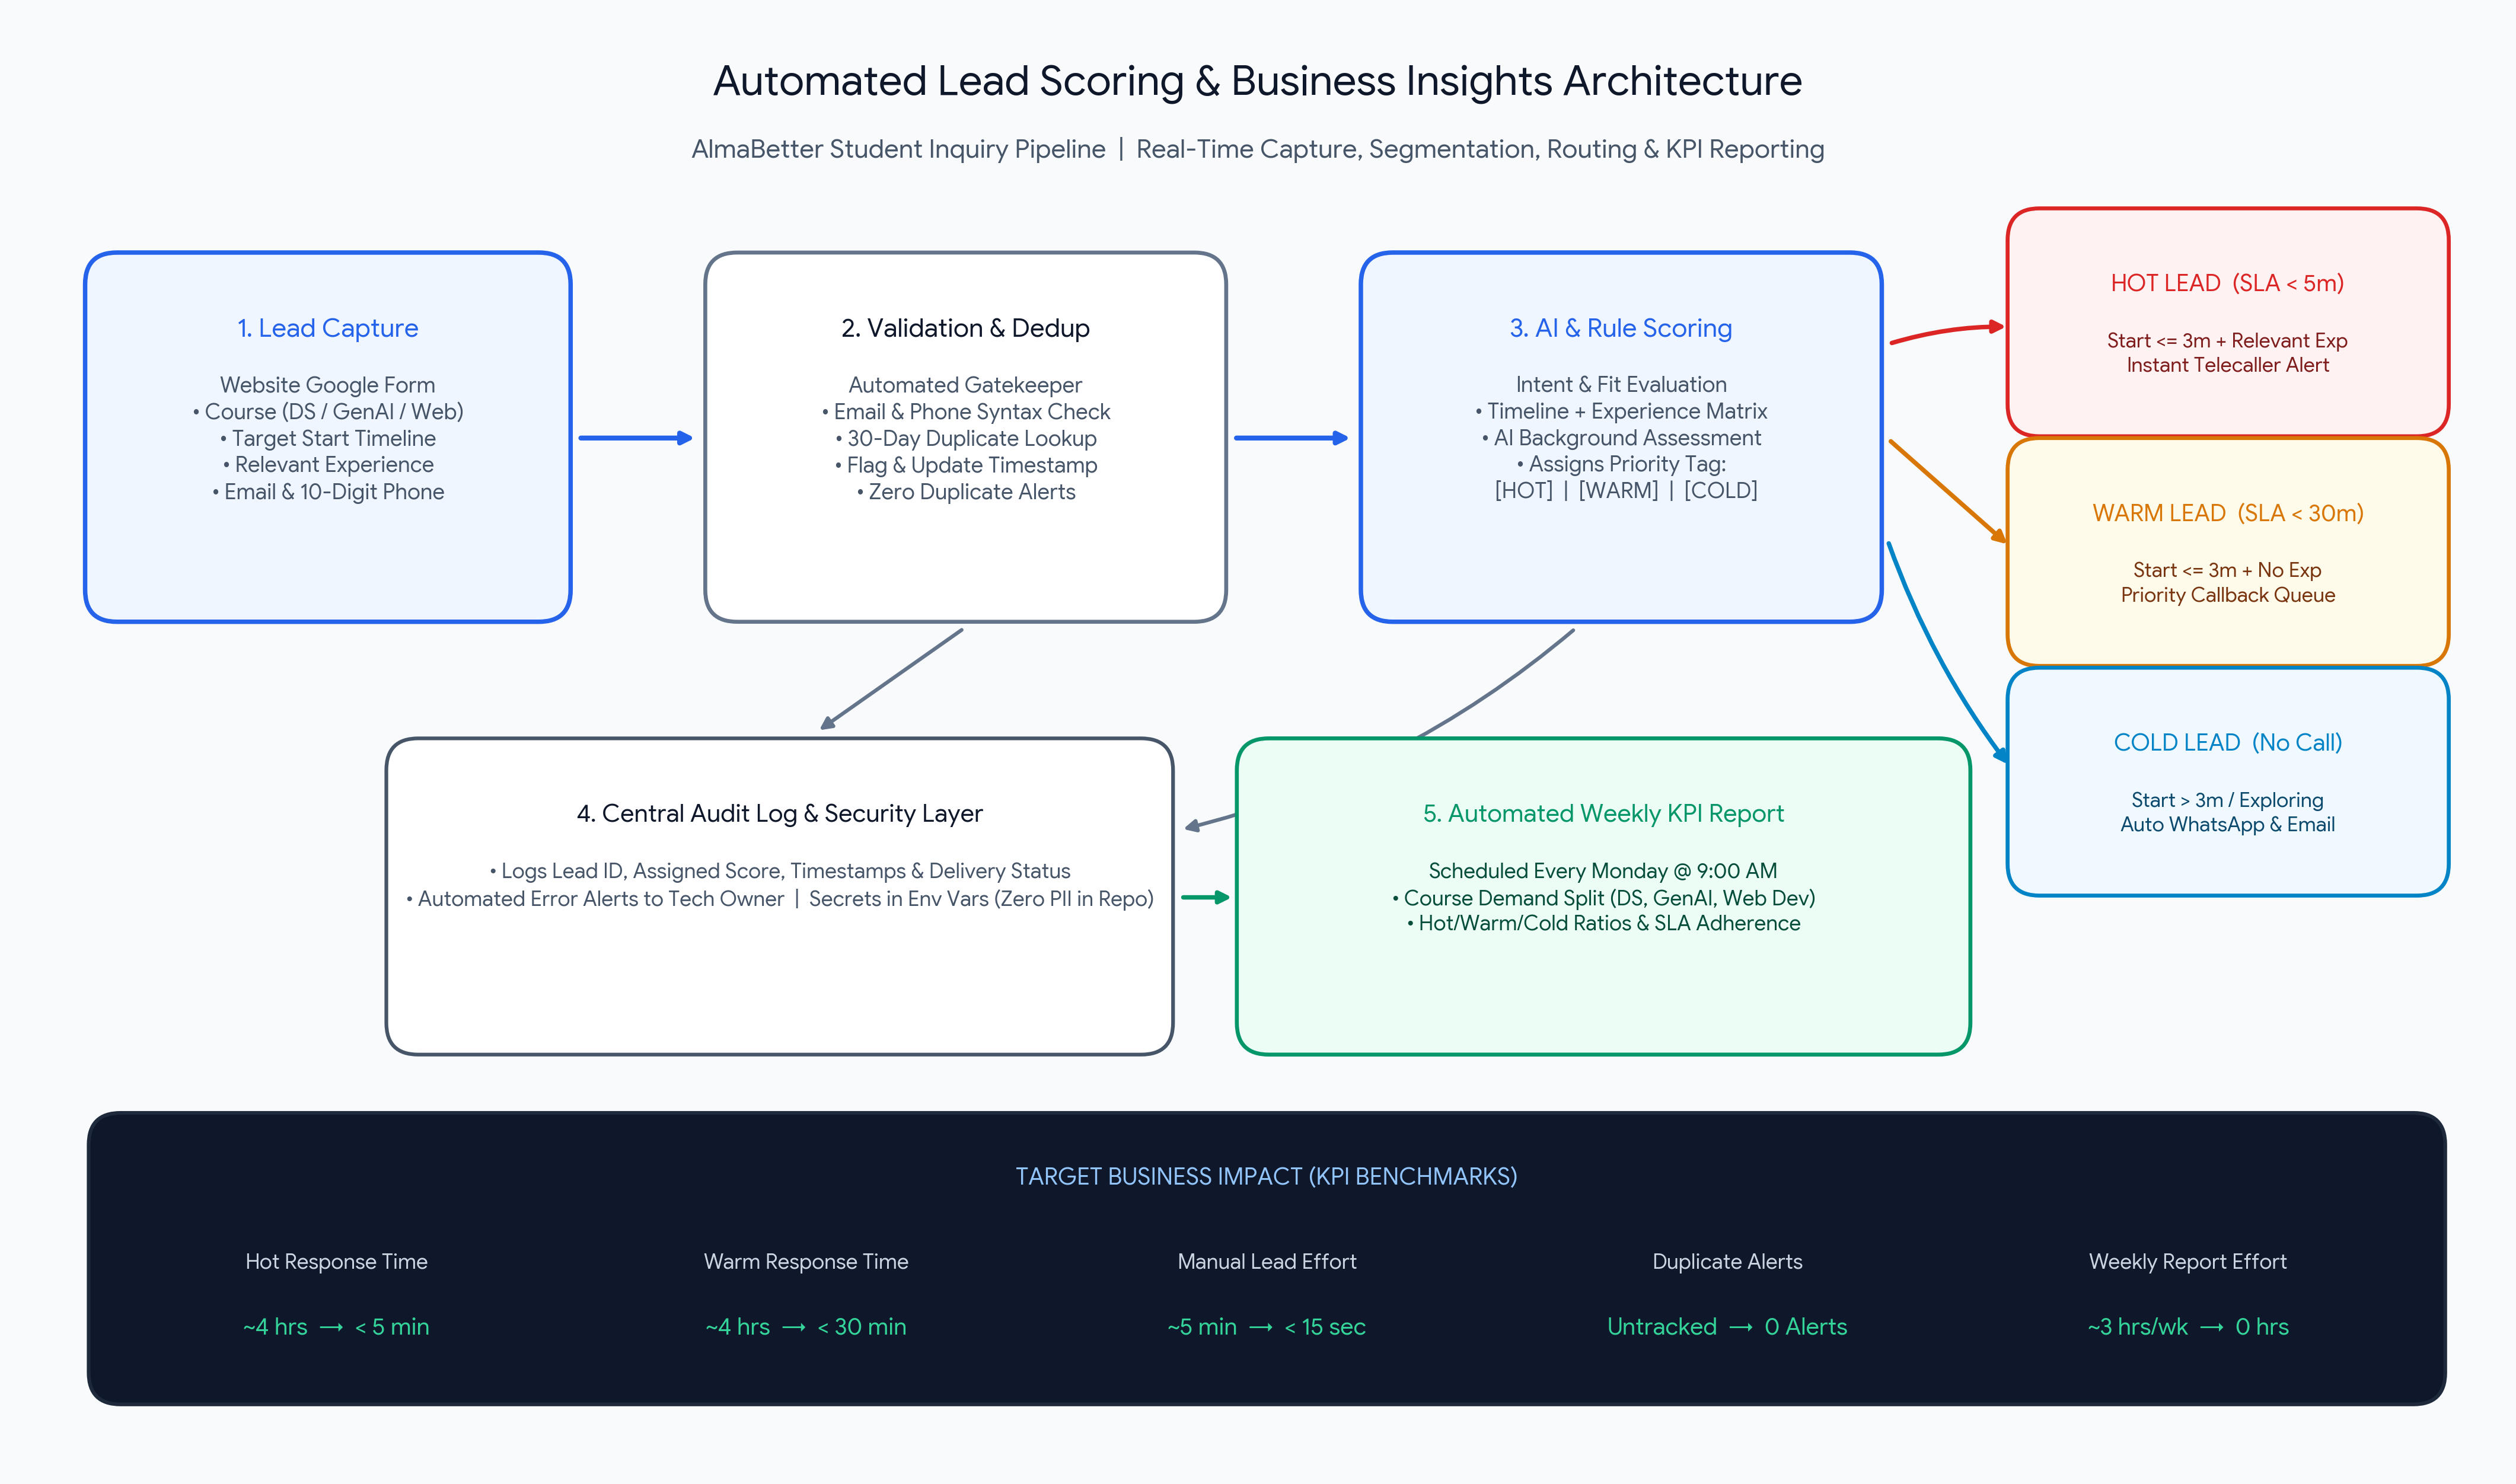 Automated Lead Scoring & Business Insights Architecture
AlmaBetter Student Inquiry Pipeline | Real-Time Capture, Segmentation, Routing & KPI Reporting
1. Lead Capture
Website Google Form
• Course (DS / GenAI / Web)
• Target Start Timeline
• Relevant Experience
• Email & 10-Digit Phone
2. Validation & Dedup
Automated Gatekeeper
• Email & Phone Syntax Check
• 30-Day Duplicate Lookup
• Flag & Update Timestamp
• Zero Duplicate Alerts
3. AI & Rule Scoring
Intent & Fit Evaluation
• Timeline + Experience Matrix
• AI Background Assessment
• Assigns Priority Tag:
[HOT] | [WARM] | [COLD]
HOT LEAD (SLA < 5m)
Start <= 3m + Relevant Exp
Instant Telecaller Alert
WARM LEAD (SLA < 30m)
Start <= 3m + No Exp
Priority Callback Queue
COLD LEAD (No Call)
Start > 3m / Exploring
Auto WhatsApp & Email
4. Central Audit Log & Security Layer
• Logs Lead ID, Assigned Score, Timestamps & Delivery Status
• Automated Error Alerts to Tech Owner | Secrets in Env Vars (Zero PII in Repo)
5. Automated Weekly KPI Report
Scheduled Every Monday @ 9:00 AM
• Course Demand Split (DS, GenAI, Web Dev)
• Hot/Warm/Cold Ratios & SLA Adherence
TARGET BUSINESS IMPACT (KPI BENCHMARKS)
Hot Response Time
~4 hrs → < 5 min
Warm Response Time
~4 hrs → < 30 min
Manual Lead Effort
~5 min → < 15 sec
Duplicate Alerts
Untracked → 0 Alerts
Weekly Report Effort
~3 hrs/wk → 0 hrs